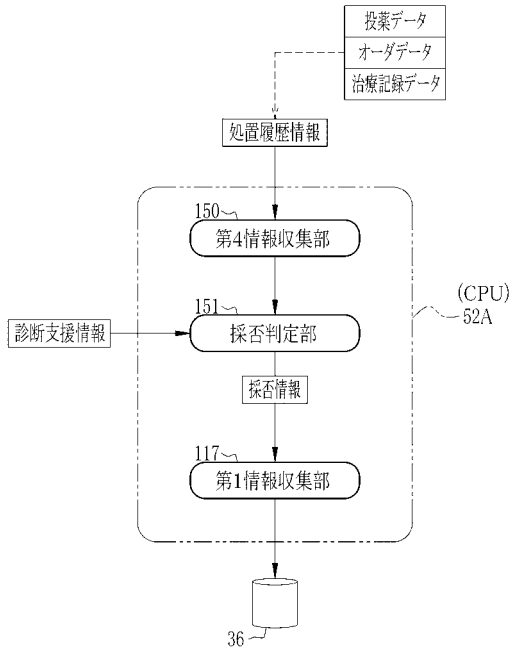 投薬データ
オーダデータ
治療記録データ
処置履歴情報
150
第4情報収集部
(CPU)
52A
151
採否判定部
診断支援情報
採否情報
117
第1情報収集部
36